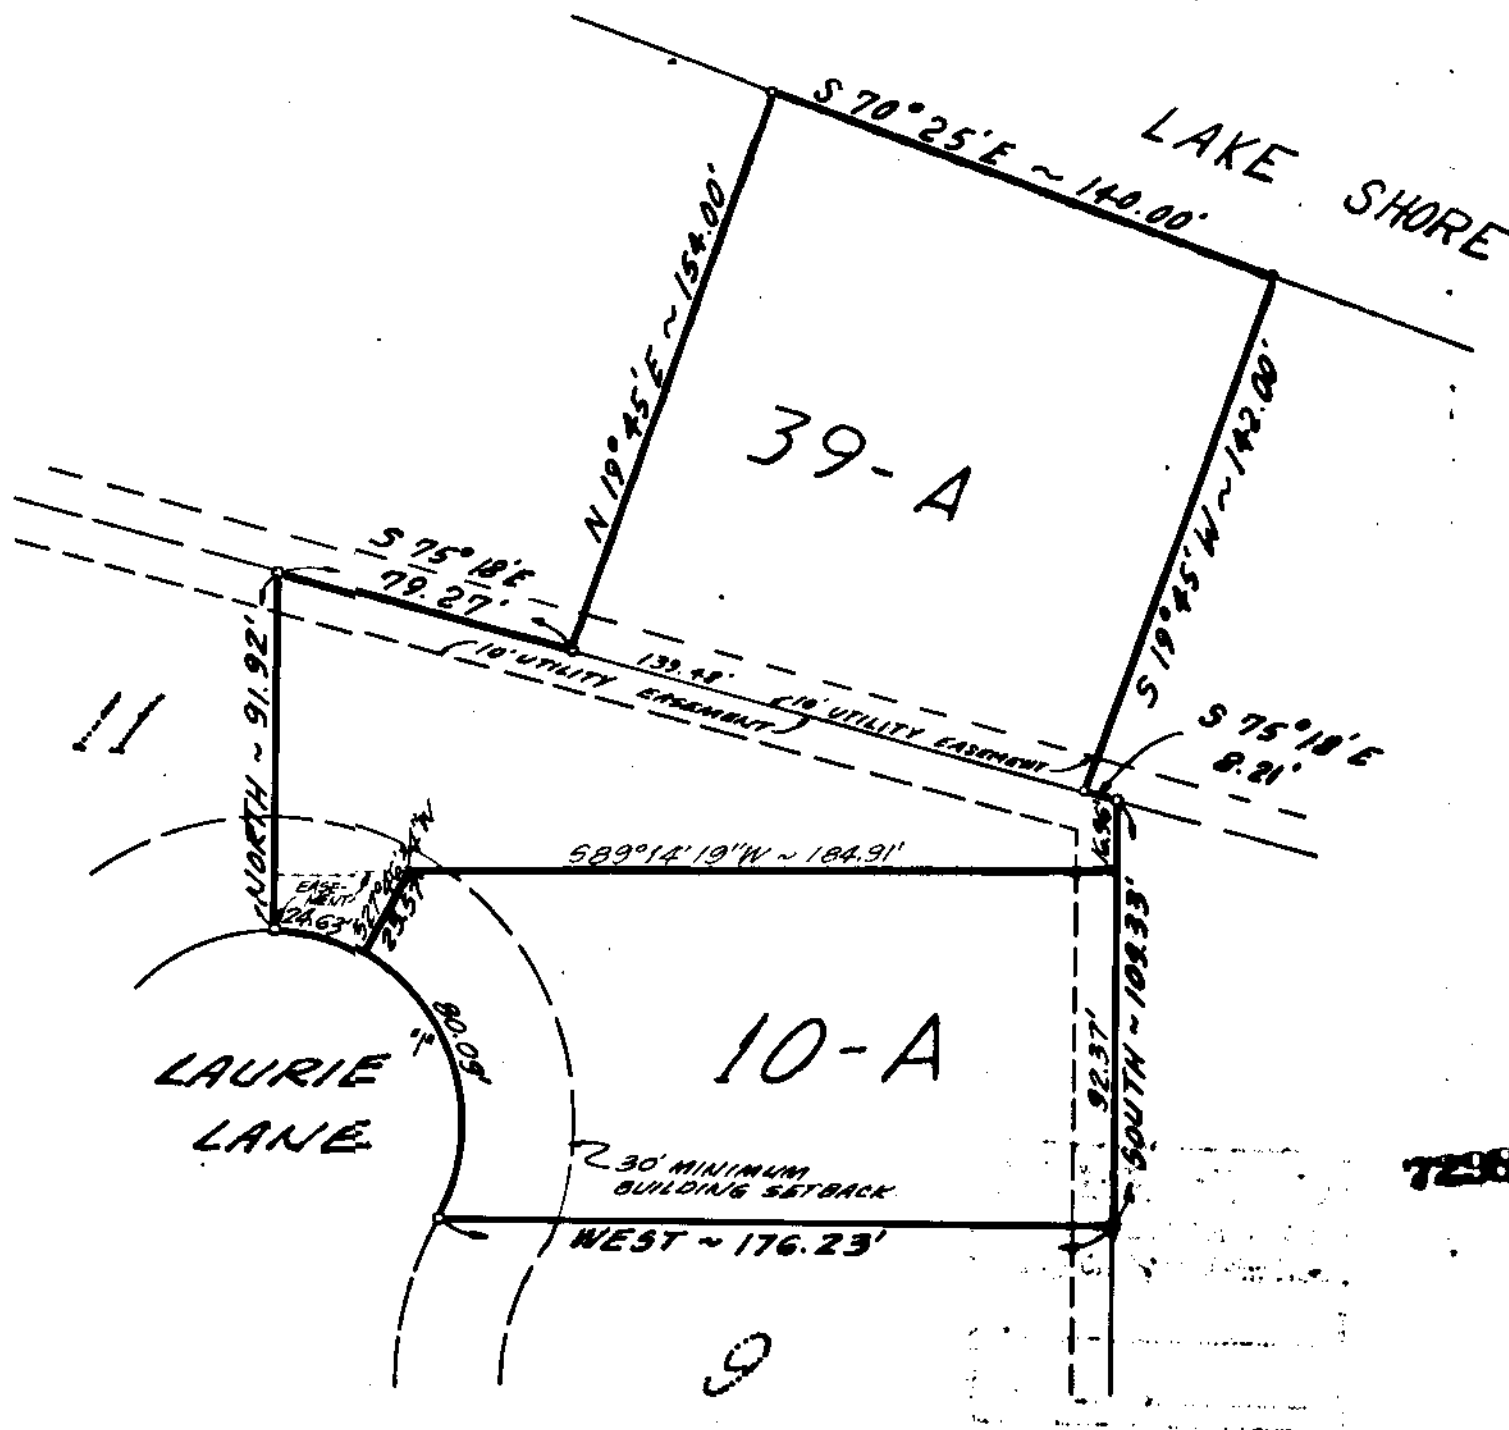 S 70°25'E ~ 140.00'
LAKE SHORE
N 19°45'E ~ 154.00'
39-A
S 19°45'W ~ 142.00'
S 75°18'E
79.27'
10' UTILITY EASEMENT
139.48'
10' UTILITY EASEMENT
S 75°18'E
8.21'
11
NORTH ~ 91.92'
16.96'
S89°14'19"W ~ 184.91'
EASE-
MENT
24.63'
80.08'
"1"
10-A
92.37'
SOUTH ~ 109.33'
LAURIE
LANE
30' MINIMUM
BUILDING SETBACK
WEST ~ 176.23'
9